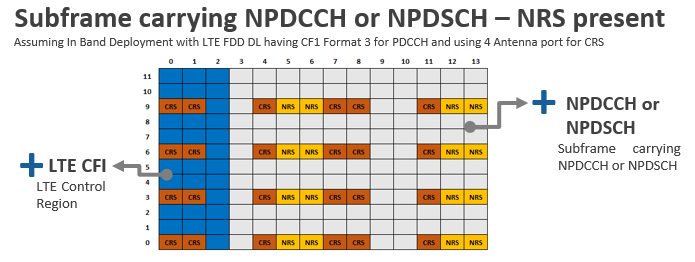 Subframe carrying NPDCCH or NPDSCH – NRS present
Assuming In Band Deployment with LTE FDD DL having CF1 Format 3 for PDCCH and using 4 Antenna port for CRS
0 1 2 3 4 5 6 7 8 9 10 11 12 13
11
10
9 CRS CRS CRS NRS NRS CRS CRS CRS NRS NRS
8
7
6 CRS CRS CRS NRS NRS CRS CRS CRS NRS NRS
5
4
3 CRS CRS CRS NRS NRS CRS CRS CRS NRS NRS
2
1
0 CRS CRS CRS NRS NRS CRS CRS CRS NRS NRS
LTE CFI
LTE Control
Region
NPDCCH or
NPDSCH
Subframe carrying
NPDCCH or NPDSCH